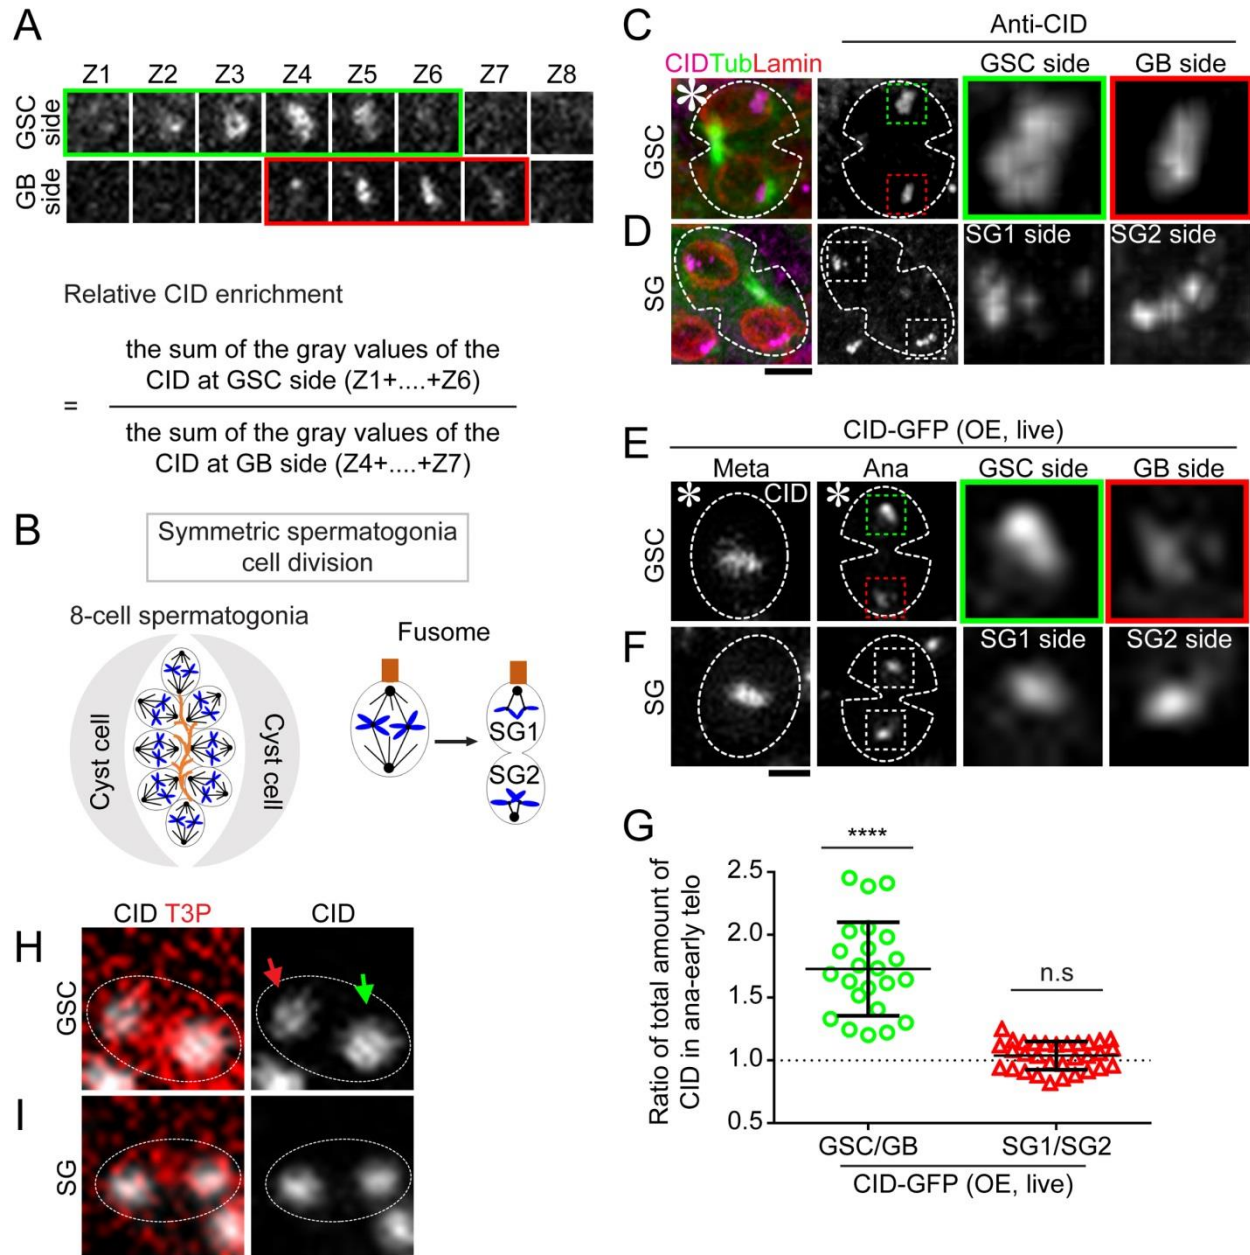 A
Z1 Z2 Z3 Z4 Z5 Z6 Z7 Z8
GSC side
GB side
Relative CID enrichment
=
the sum of the gray values of the
CID at GSC side (Z1+....+Z6)
the sum of the gray values of the
CID at GB side (Z4+....+Z7)
B
Symmetric spermatogonia
cell division
8-cell spermatogonia
Fusome
Cyst cell
Cyst cell
SG1
SG2
C
Anti-CID
CIDTubLamin
GSC side
GB side
*
GSC
D
SG
SG1 side
SG2 side
E
CID-GFP (OE, live)
Meta
Ana
GSC side
GB side
*
CID
*
GSC
F
SG
SG1 side
SG2 side
G
****
n.s
Ratio of total amount of
CID in ana-early telo
2.5
2.0
1.5
1.0
0.5
GSC/GB
SG1/SG2
CID-GFP (OE, live)
H
CID T3P
CID
GSC
I
SG